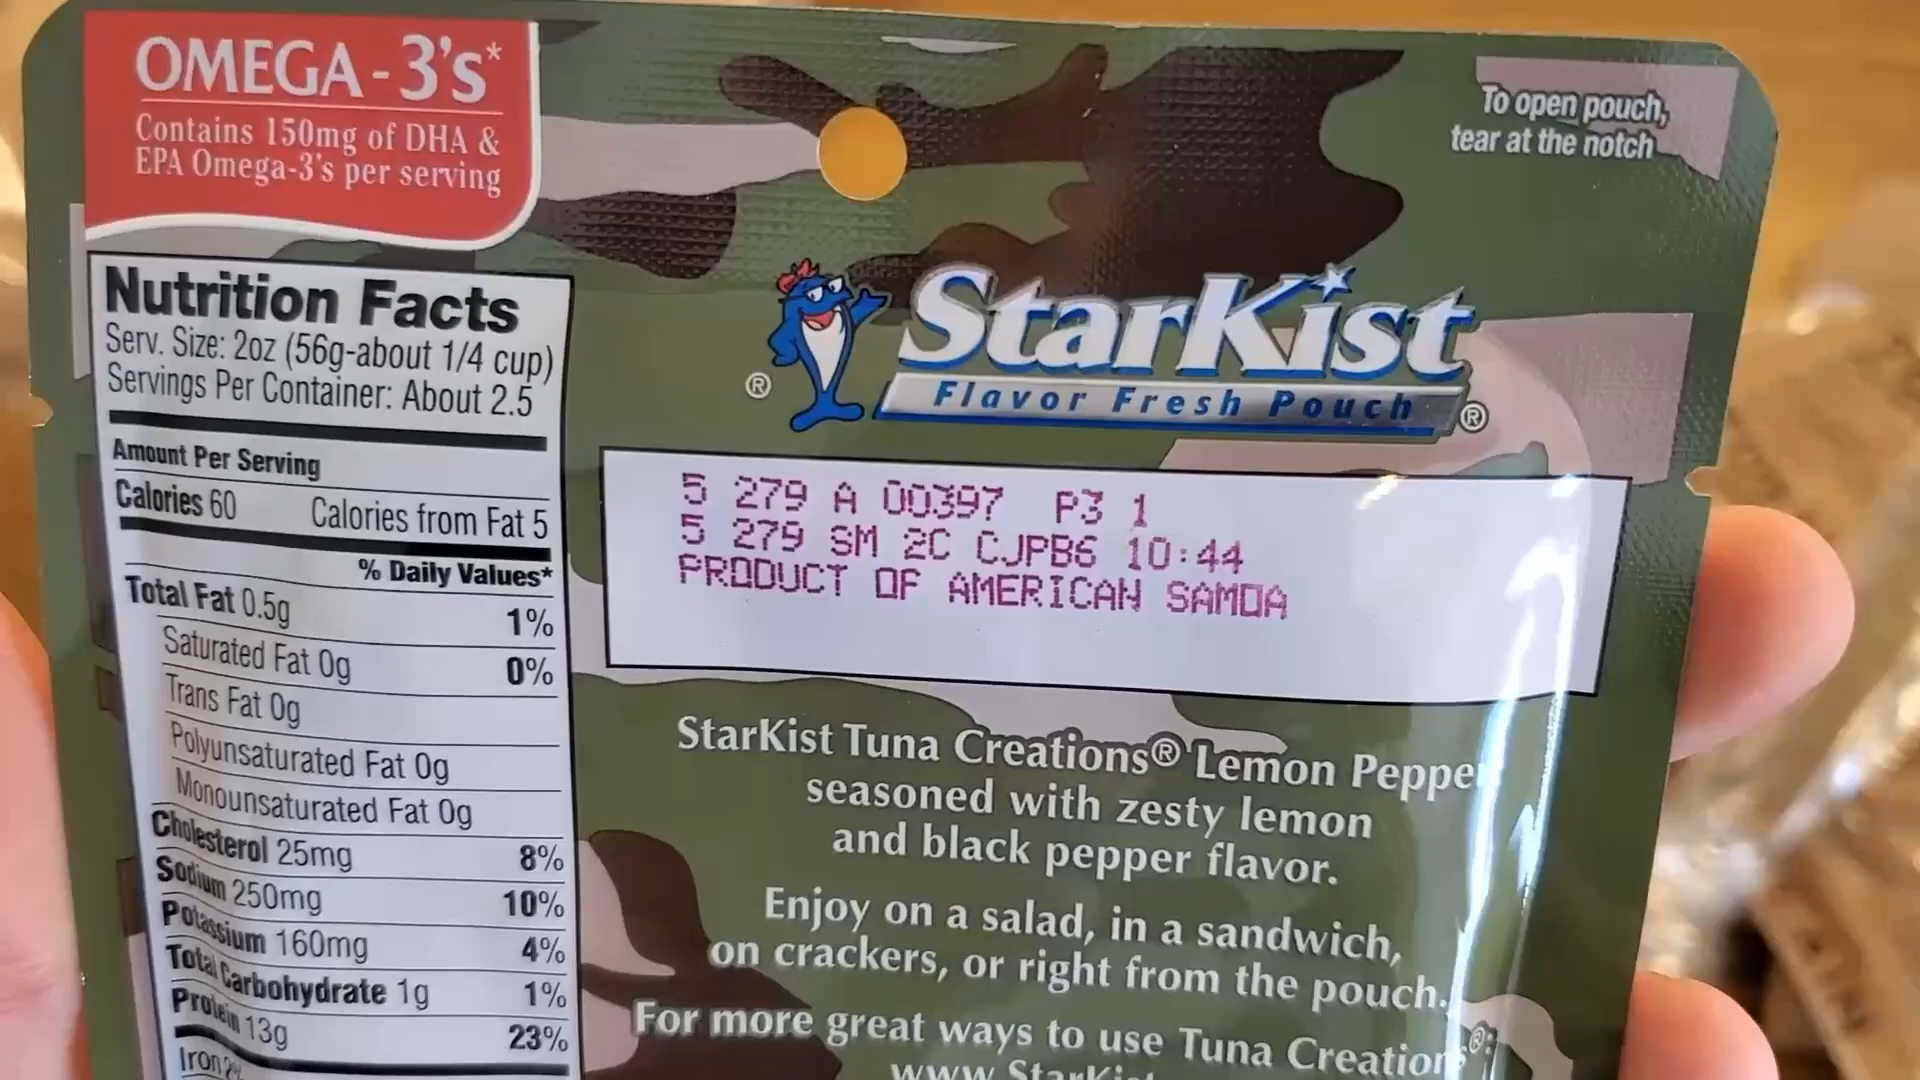 OMEGA-3's*
Contains 150mg of DHA &
EPA Omega-3's per serving
To open pouch,
tear at the notch
Nutrition Facts
Serv. Size: 2oz (56g-about 1/4 cup)
Servings Per Container: About 2.5
Amount Per Serving
Calories 60 Calories from Fat 5
% Daily Values*
Total Fat 0.5g 1%
Saturated Fat 0g 0%
Trans Fat 0g
Polyunsaturated Fat 0g
Monounsaturated Fat 0g
Cholesterol 25mg 8%
Sodium 250mg 10%
Potassium 160mg 4%
Total Carbohydrate 1g 1%
Protein 13g 23%
Iron 2%
® StarKist
Flavor Fresh Pouch ®
5 279 A 00397 P3 1
5 279 SM 2C CJPB6 10:44
PRODUCT OF AMERICAN SAMOA
StarKist Tuna Creations® Lemon Pepper
seasoned with zesty lemon
and black pepper flavor.
Enjoy on a salad, in a sandwich,
on crackers, or right from the pouch.
For more great ways to use Tuna Creations®:
www.StarKist